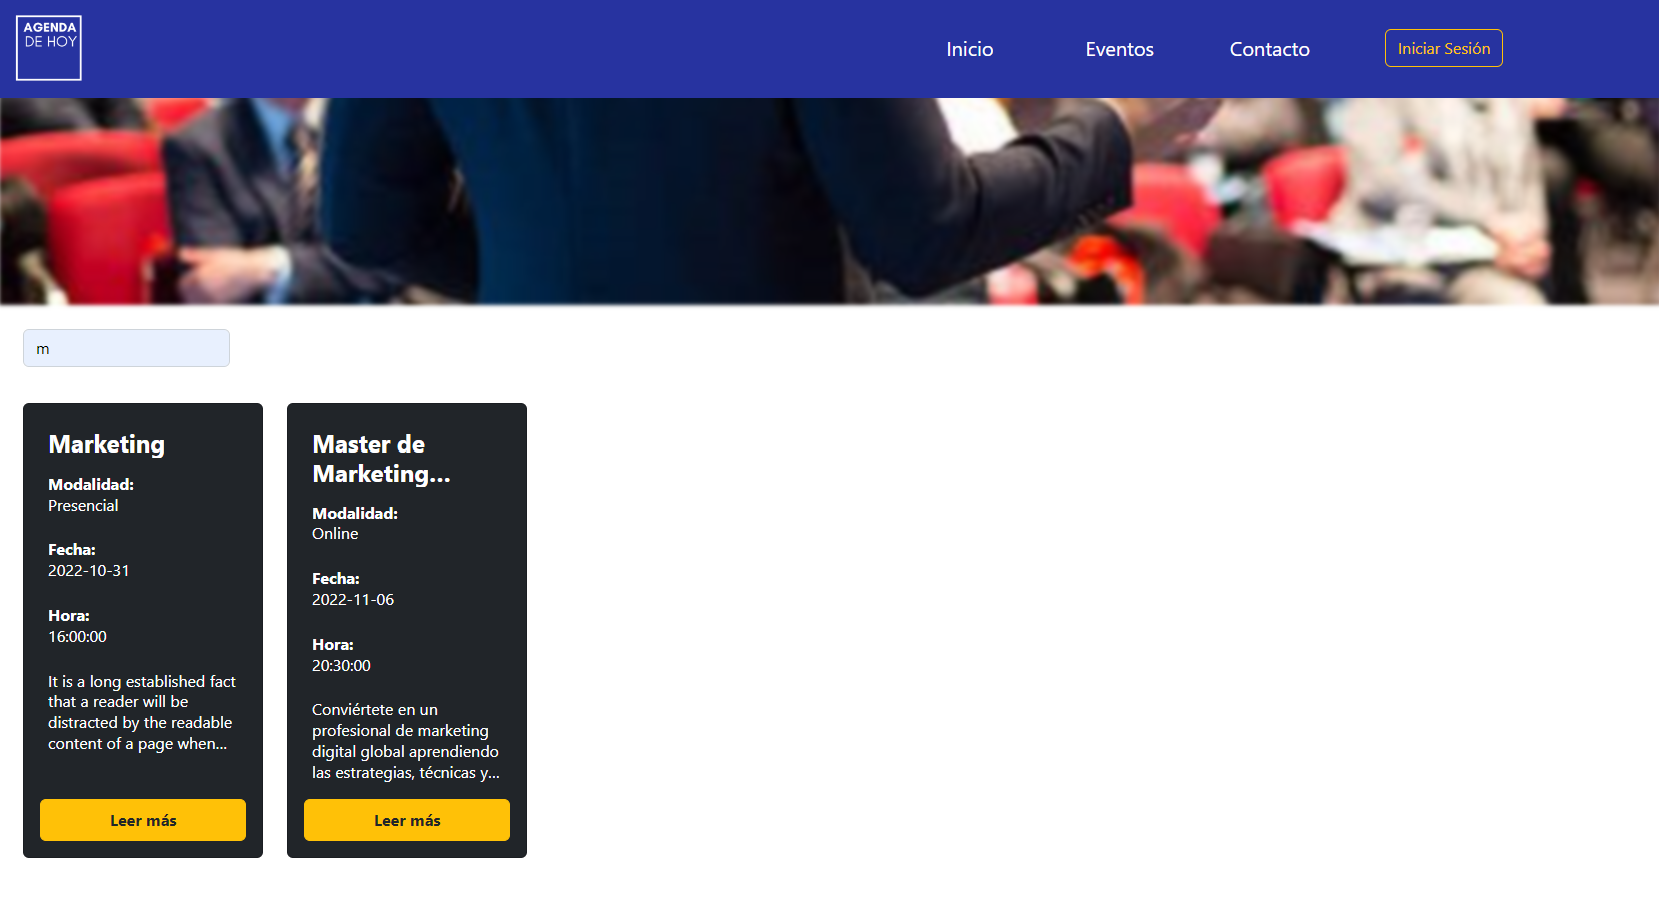 AGENDA
DE HOY
Inicio
Eventos
Contacto
Iniciar Sesión
m
Marketing
Modalidad:
Presencial
Fecha:
2022-10-31
Hora:
16:00:00
It is a long established fact
that a reader will be
distracted by the readable
content of a page when...
Leer más
Master de
Marketing...
Modalidad:
Online
Fecha:
2022-11-06
Hora:
20:30:00
Conviértete en un
profesional de marketing
digital global aprendiendo
las estrategias, técnicas y...
Leer más